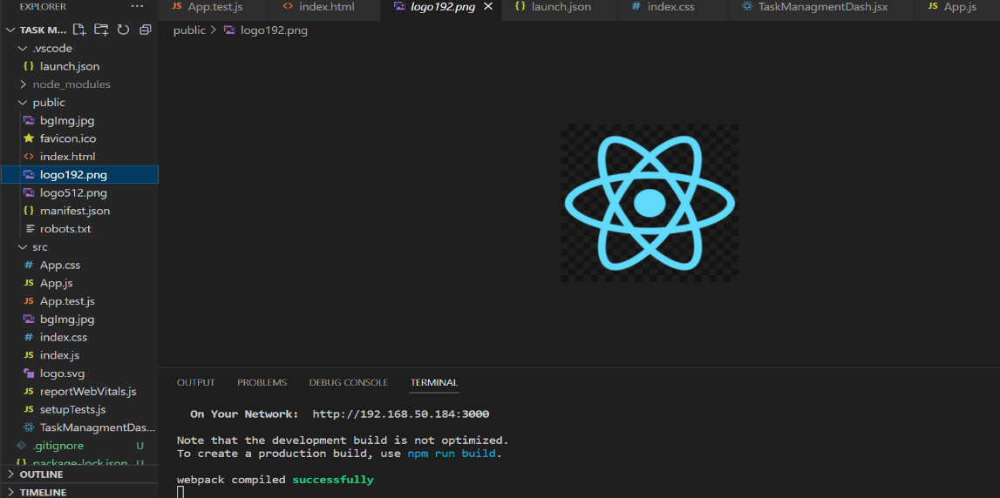 EXPLORER
···
TASK M...
.vscode
launch.json
node_modules
public
bgImg.jpg
favicon.ico
index.html
logo192.png
logo512.png
manifest.json
robots.txt
src
App.css
App.js
App.test.js
bgImg.jpg
index.css
index.js
logo.svg
reportWebVitals.js
setupTests.js
TaskManagmentDas...
.gitignore U
package-lock.json U
OUTLINE
TIMELINE
JS App.test.js <> index.html logo192.png × {} launch.json # index.css TaskManagmentDash.jsx JS App.js
public > logo192.png
OUTPUT PROBLEMS DEBUG CONSOLE TERMINAL
On Your Network: http://192.168.50.184:3000
Note that the development build is not optimized.
To create a production build, use npm run build.
webpack compiled successfully